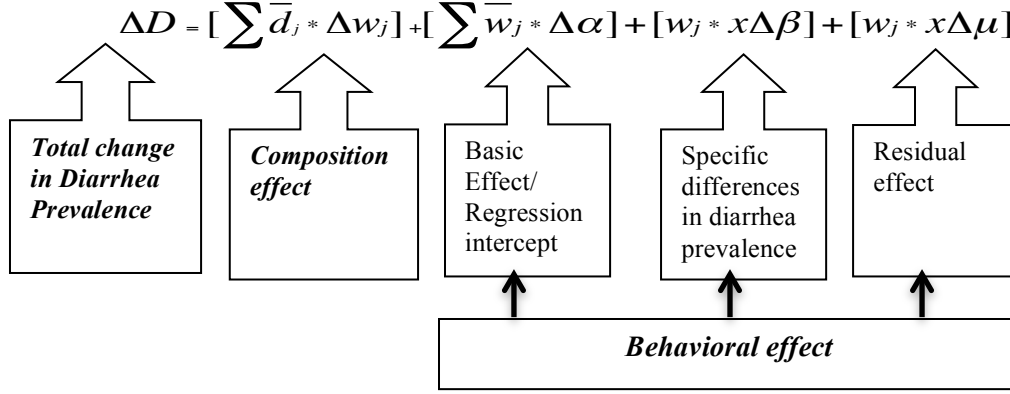 ΔD = [∑ d̅ⱼ * Δwⱼ] +[∑ w̅ⱼ * Δα] + [wⱼ * xΔβ] + [wⱼ * xΔμ]
Total change
in Diarrhea
Prevalence
Composition
effect
Basic
Effect/
Regression
intercept
Specific
differences
in diarrhea
prevalence
Residual
effect
Behavioral effect